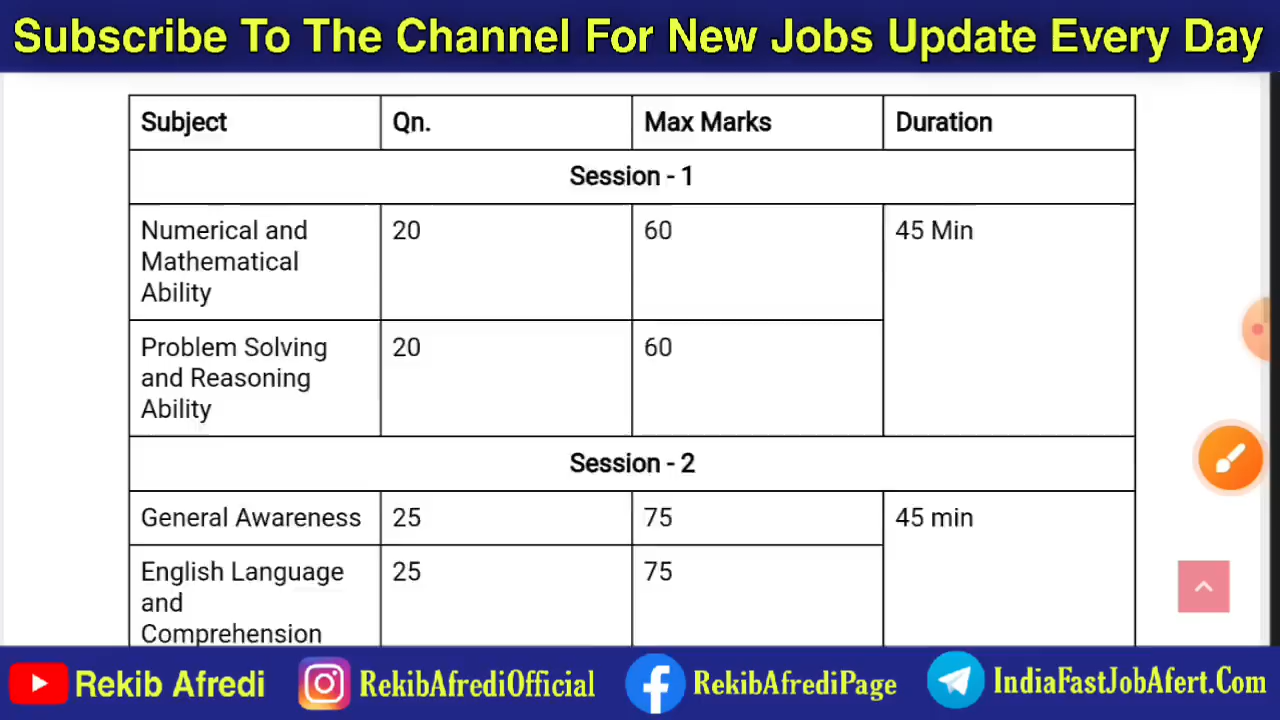 Subscribe To The Channel For New Jobs Update Every Day
Subject Qn. Max Marks Duration
Session - 1
Numerical and Mathematical Ability 20 60 45 Min
Problem Solving and Reasoning Ability 20 60
Session - 2
General Awareness 25 75 45 min
English Language and Comprehension 25 75
Rekib Afredi RekibAfrediOfficial RekibAfrediPage IndiaFastJobAfert.Com